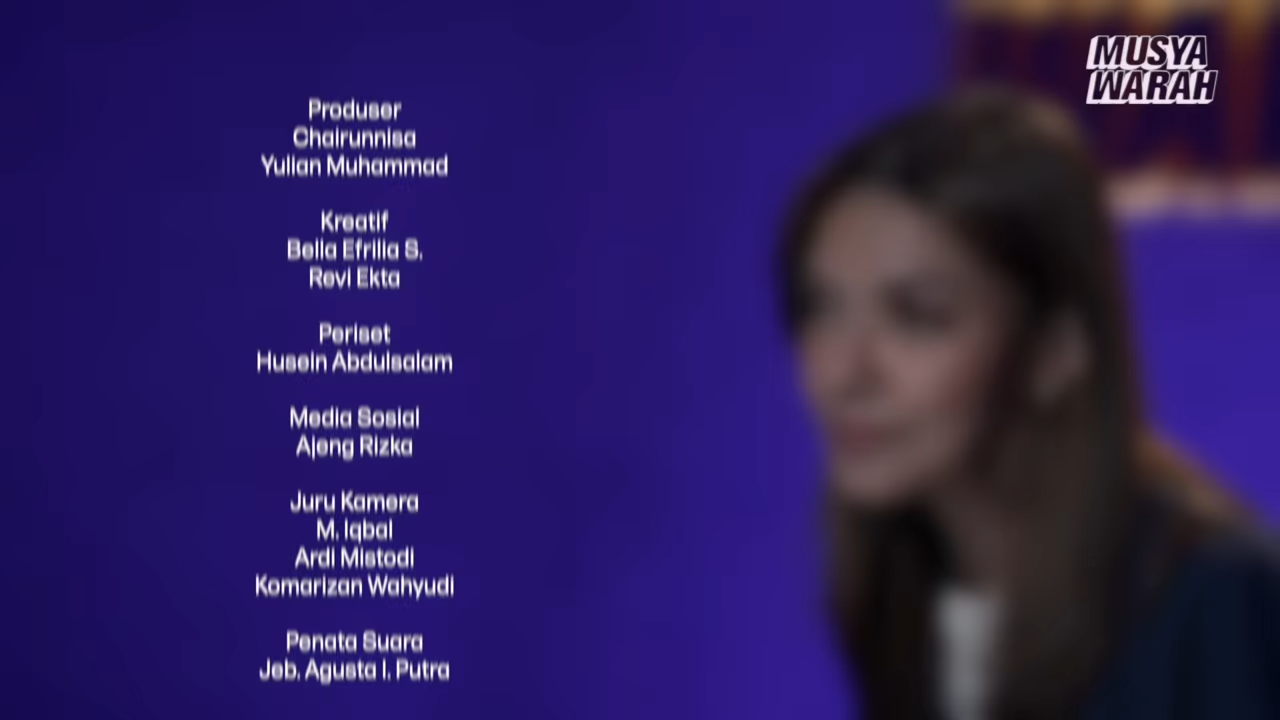 MUSYA
WARAH
Produser
Chairunnisa
Yulian Muhammad
Kreatif
Bella Efrilia S.
Revi Ekta
Periset
Husein Abdulsalam
Media Sosial
Ajeng Rizka
Juru Kamera
M. Iqbal
Ardi Mistodi
Komarizan Wahyudi
Penata Suara
Jeb. Agusta I. Putra